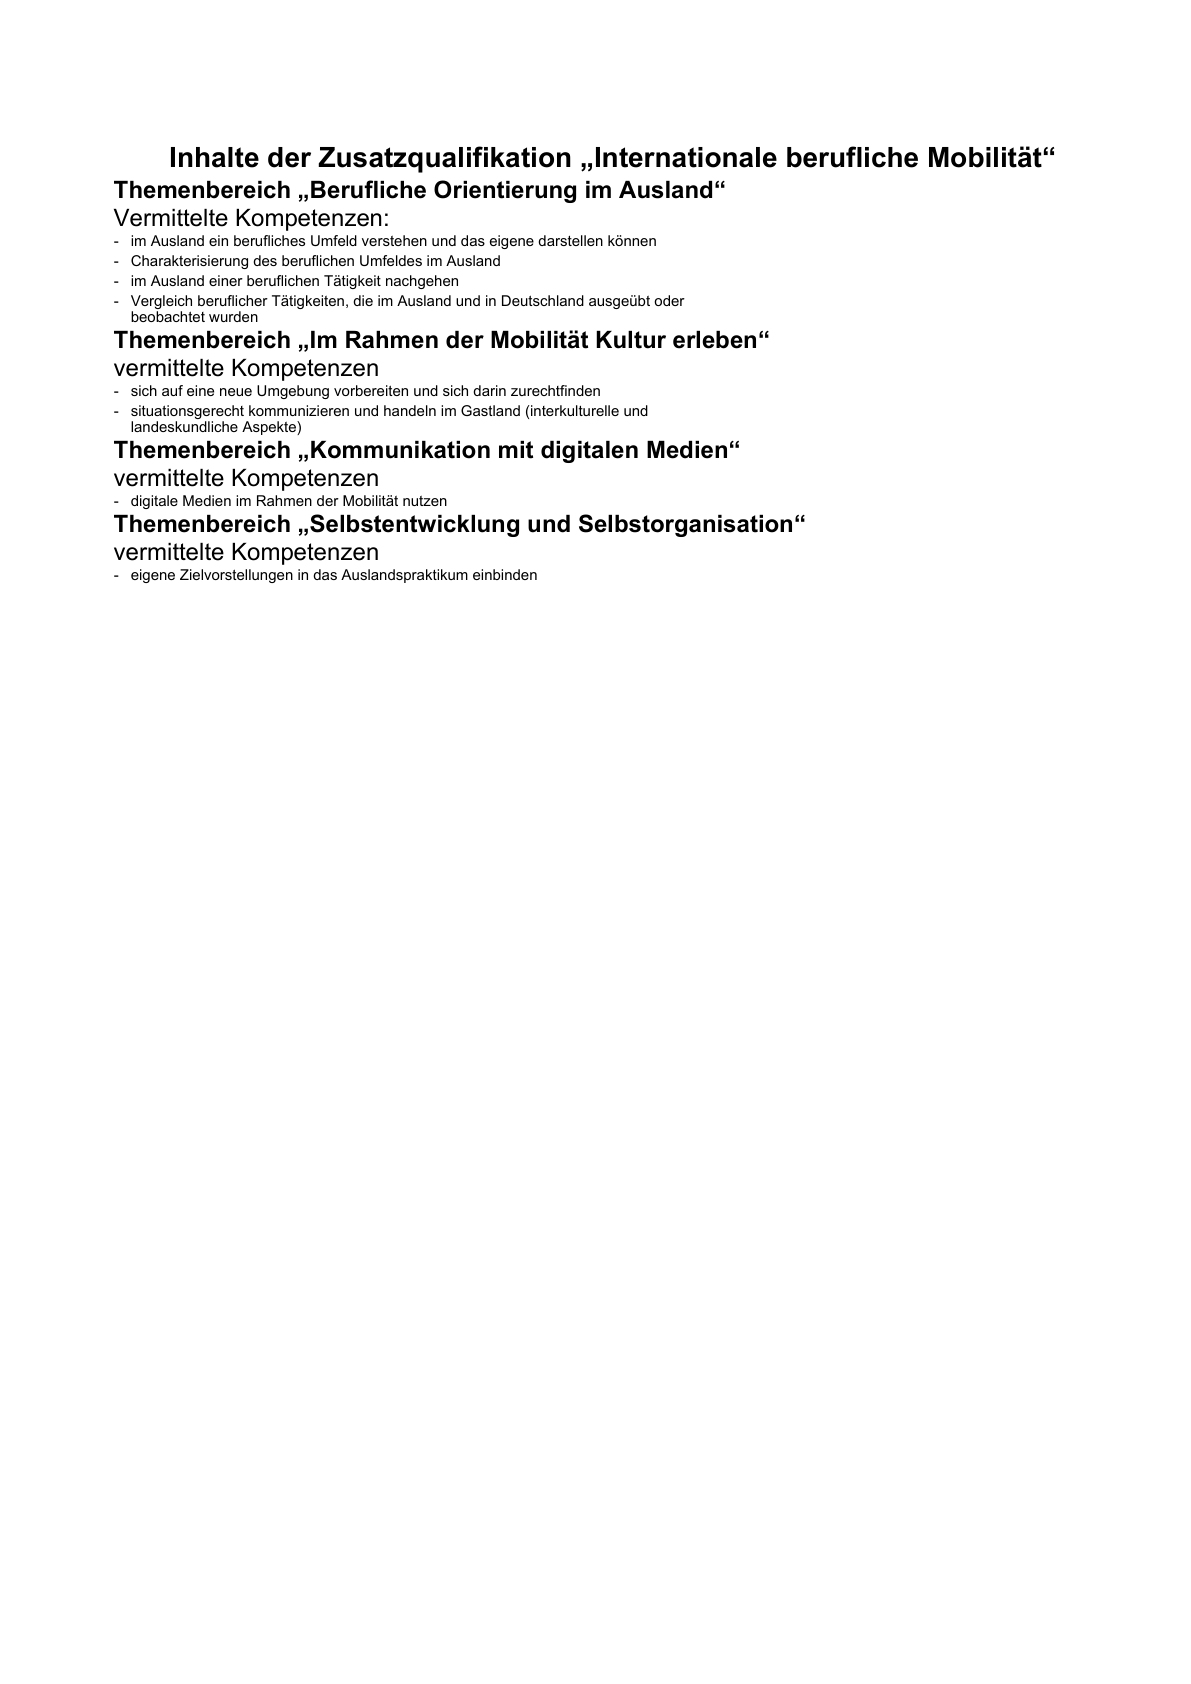 Inhalte der Zusatzqualifikation „Internationale berufliche Mobilität“
Themenbereich „Berufliche Orientierung im Ausland“
Vermittelte Kompetenzen:
- im Ausland ein berufliches Umfeld verstehen und das eigene darstellen können
- Charakterisierung des beruflichen Umfeldes im Ausland
- im Ausland einer beruflichen Tätigkeit nachgehen
- Vergleich beruflicher Tätigkeiten, die im Ausland und in Deutschland ausgeübt oder
beobachtet wurden
Themenbereich „Im Rahmen der Mobilität Kultur erleben“
vermittelte Kompetenzen
- sich auf eine neue Umgebung vorbereiten und sich darin zurechtfinden
- situationsgerecht kommunizieren und handeln im Gastland (interkulturelle und
landeskundliche Aspekte)
Themenbereich „Kommunikation mit digitalen Medien“
vermittelte Kompetenzen
- digitale Medien im Rahmen der Mobilität nutzen
Themenbereich „Selbstentwicklung und Selbstorganisation“
vermittelte Kompetenzen
- eigene Zielvorstellungen in das Auslandspraktikum einbinden